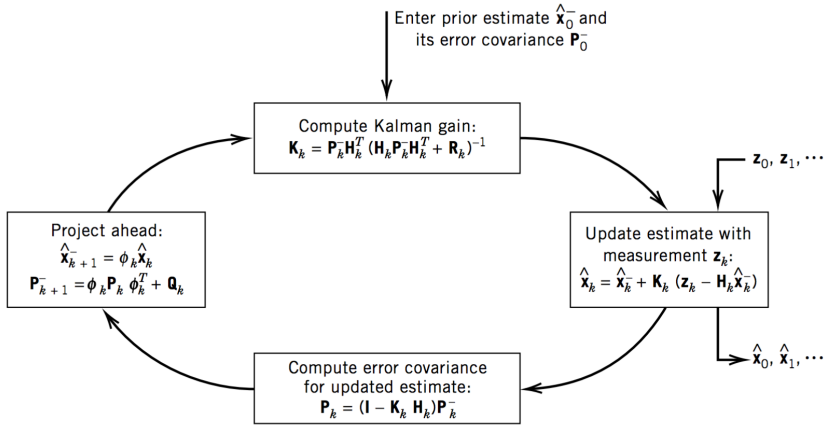 Enter prior estimate x̂₀⁻ and
its error covariance P₀⁻
Compute Kalman gain:
Kₖ = Pₖ⁻Hₖᵀ (HₖPₖ⁻Hₖᵀ + Rₖ)⁻¹
z₀, z₁, ⋯
Project ahead:
x̂⁻ₖ₊₁ = ϕₖx̂ₖ
P⁻ₖ₊₁ = ϕₖPₖ ϕₖᵀ + Qₖ
Update estimate with
measurement zₖ:
x̂ₖ = x̂ₖ⁻ + Kₖ (zₖ − Hₖx̂ₖ⁻)
x̂₀, x̂₁, ⋯
Compute error covariance
for updated estimate:
Pₖ = (I − Kₖ Hₖ)Pₖ⁻